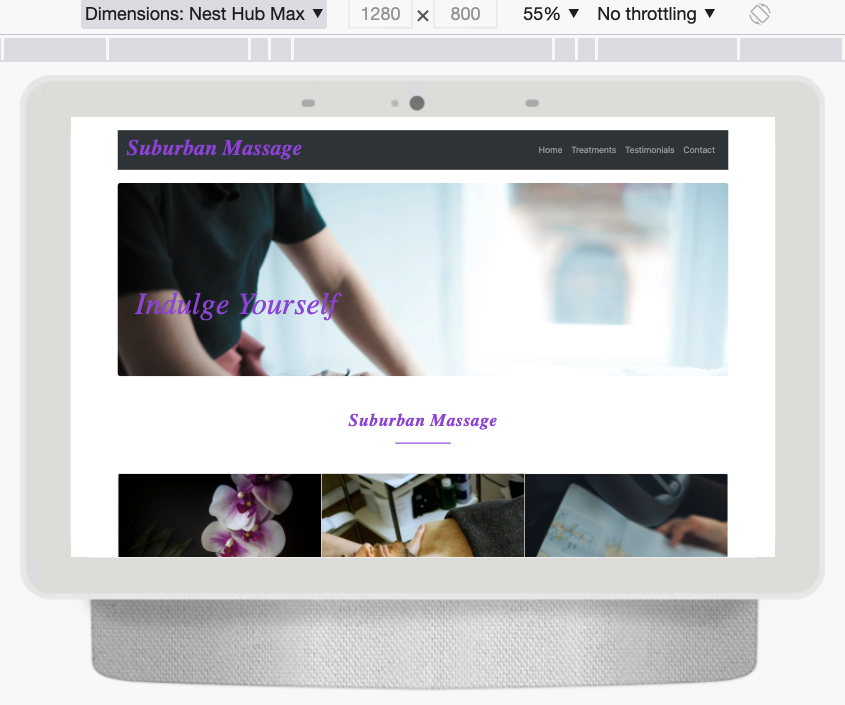 Dimensions: Nest Hub Max ▼ 1280 × 800 55% ▼ No throttling ▼
Suburban Massage
Home Treatments Testimonials Contact
Indulge Yourself
Suburban Massage